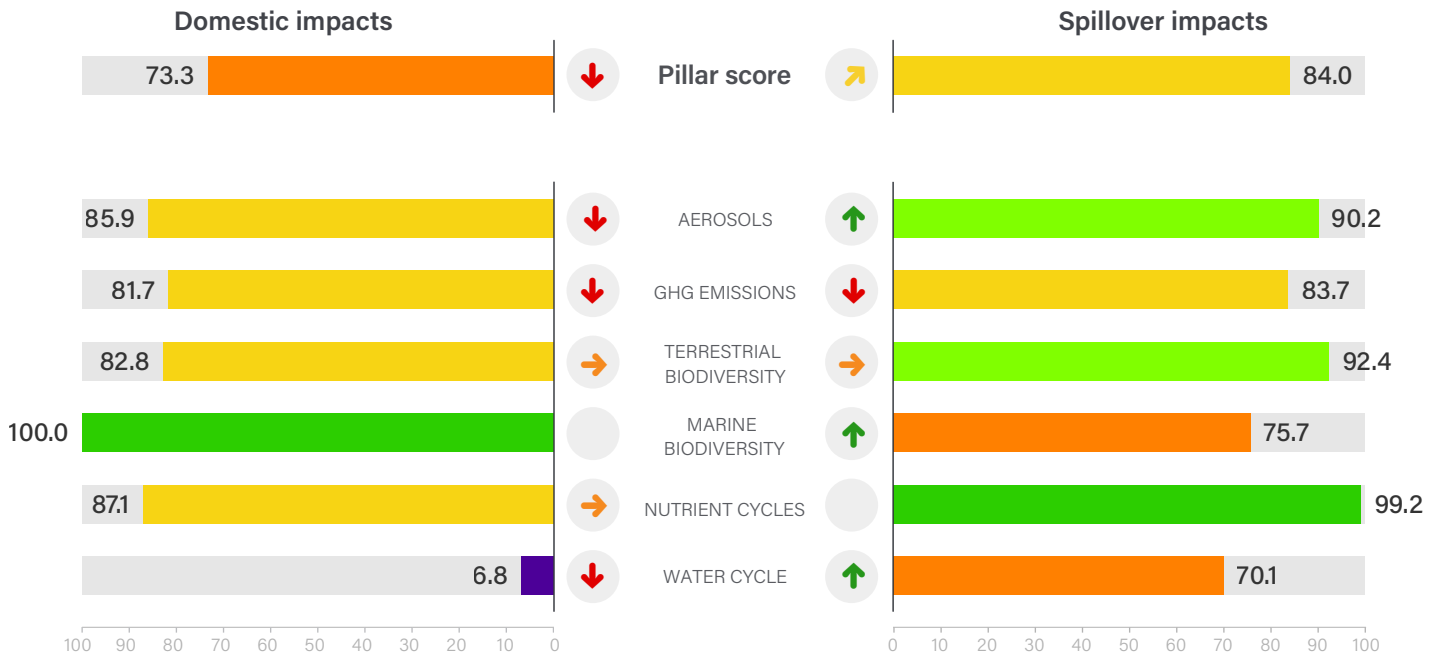 Domestic impacts Spillover impacts
73.3 Pillar score 84.0
85.9 AEROSOLS 90.2
81.7 GHG EMISSIONS 83.7
82.8 TERRESTRIAL BIODIVERSITY 92.4
100.0 MARINE BIODIVERSITY 75.7
87.1 NUTRIENT CYCLES 99.2
6.8 WATER CYCLE 70.1
100 90 80 70 60 50 40 30 20 10 0 0 10 20 30 40 50 60 70 80 90 100